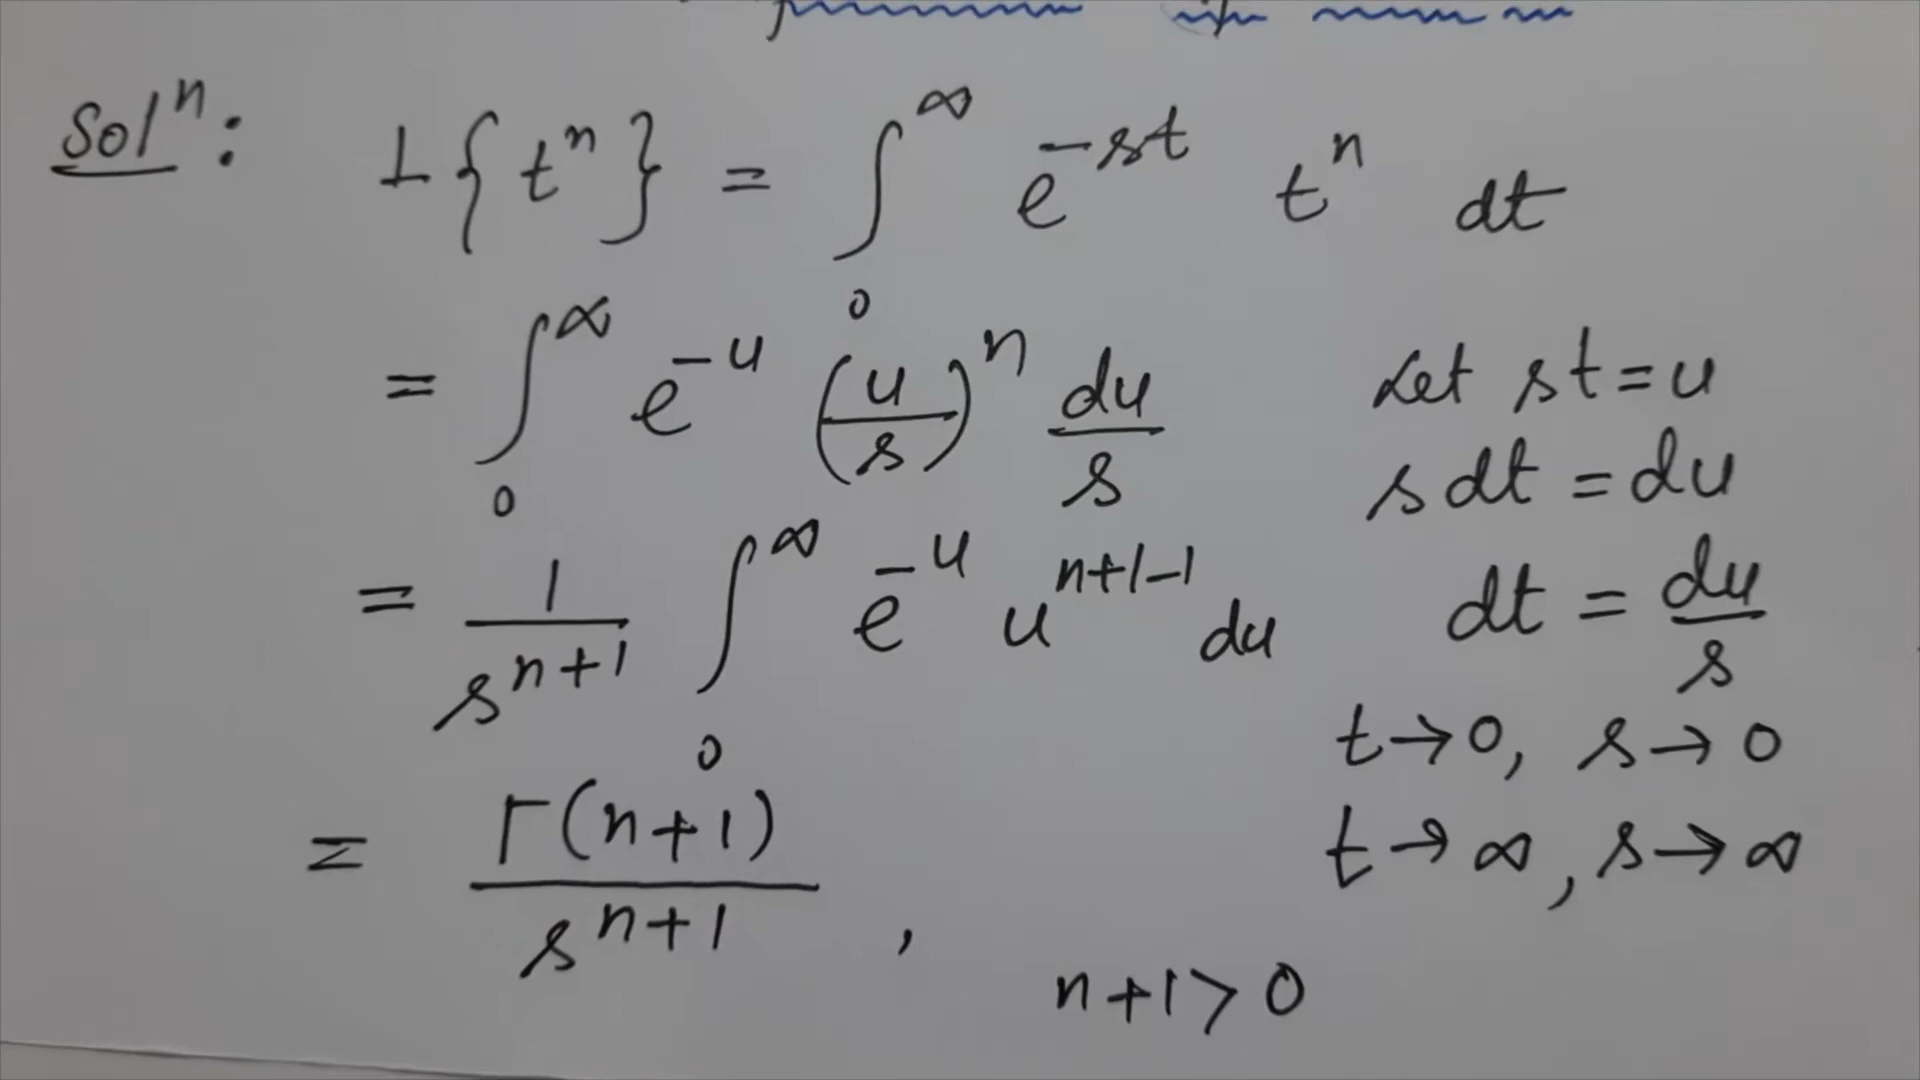 Solⁿ: L{tⁿ} = ∫₀^∞ e^{-st} tⁿ dt
= ∫₀^∞ e^{-u} (u/s)ⁿ du/s
Let st = u
s dt = du
= 1/s^{n+1} ∫₀^∞ e^{-u} u^{n+1-1} du
dt = du/s
t → 0, s → 0
= Γ(n+1)/s^{n+1} ,
t → ∞, s → ∞
n+1 > 0